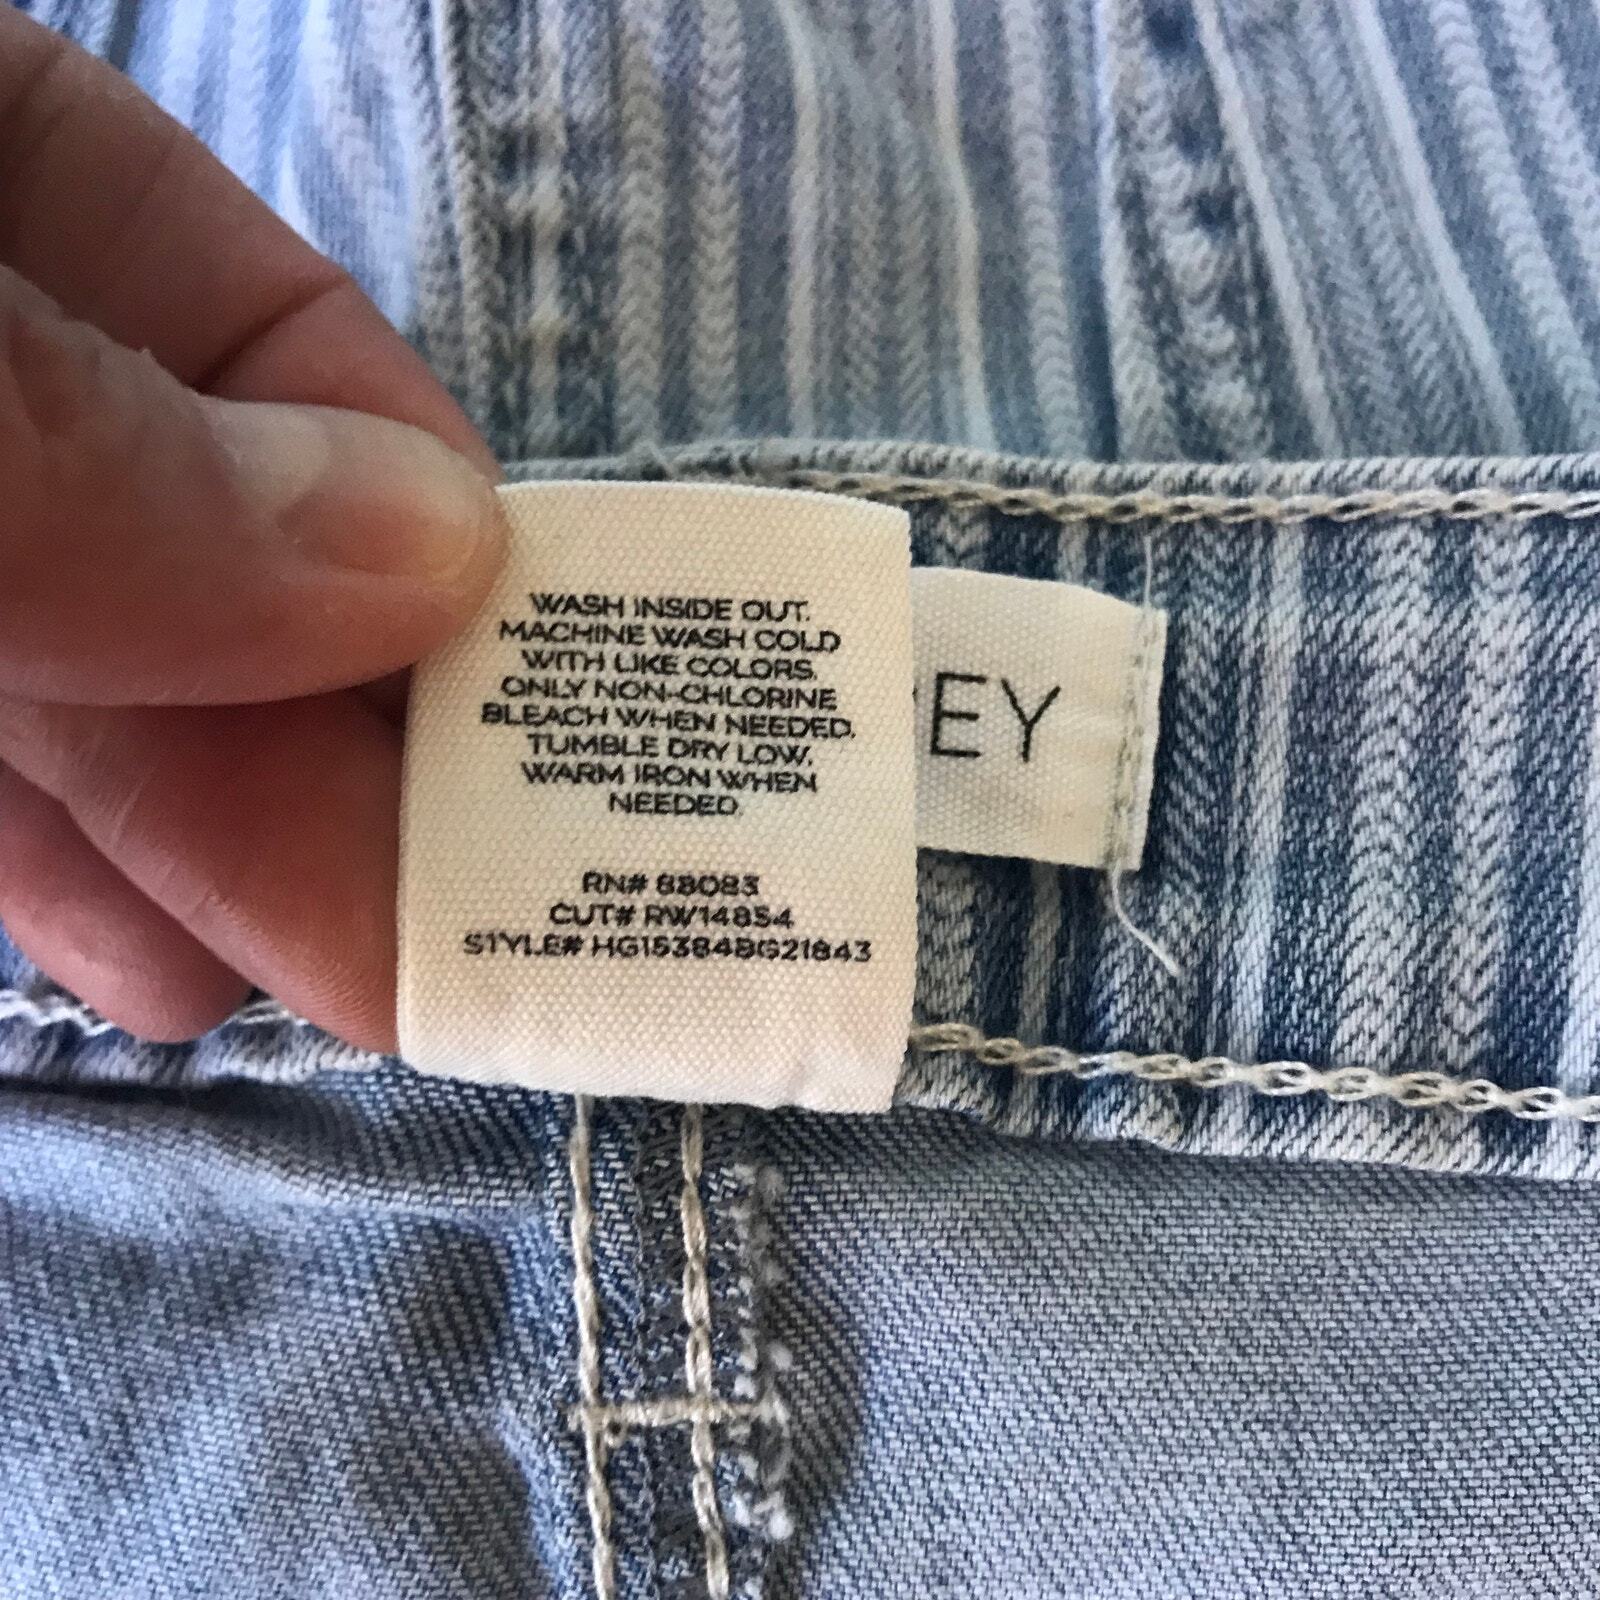 WASH INSIDE OUT.
MACHINE WASH COLD
WITH LIKE COLORS.
ONLY NON-CHLORINE
BLEACH WHEN NEEDED.
TUMBLE DRY LOW.
WARM IRON WHEN
NEEDED.
RN# 88083
CUT# RW14854
STYLE# HG15384BG21843
EY